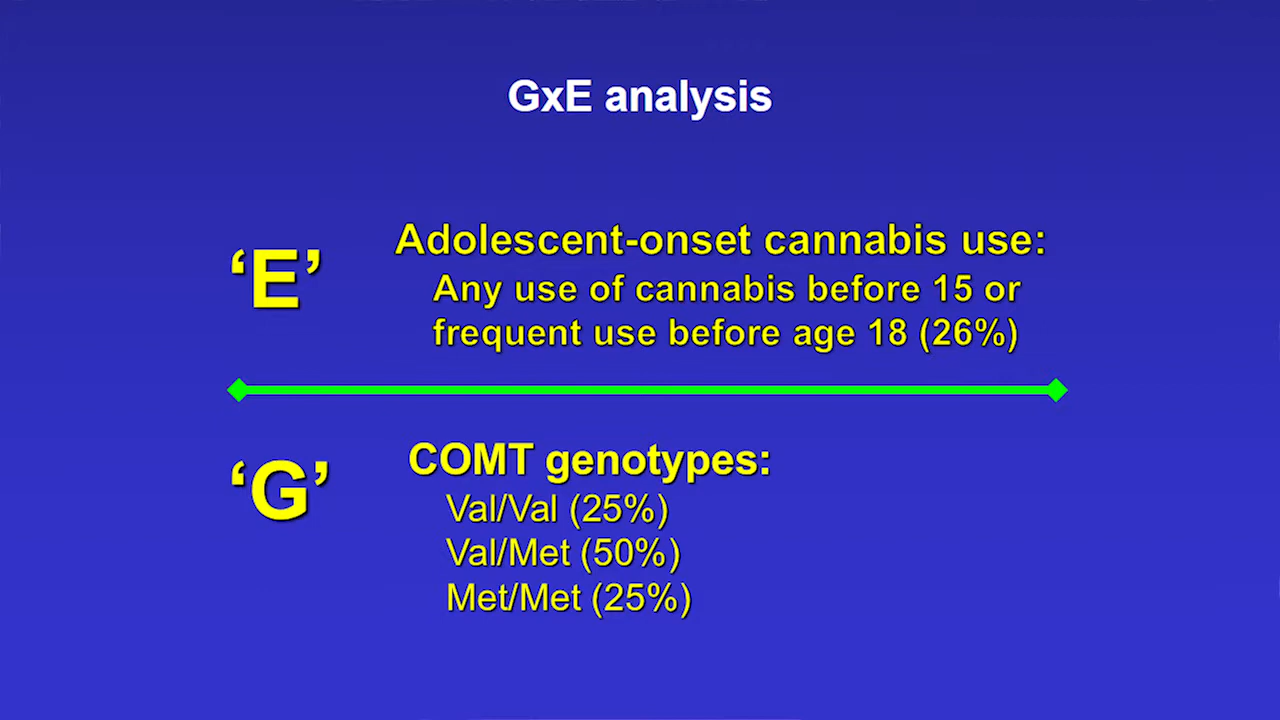 GxE analysis
‘E’
Adolescent-onset cannabis use:
Any use of cannabis before 15 or
frequent use before age 18 (26%)
‘G’
COMT genotypes:
Val/Val (25%)
Val/Met (50%)
Met/Met (25%)